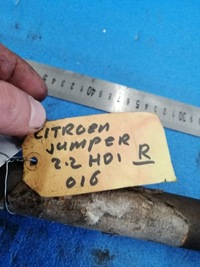 CITROEN
JUMPER
2.2 HDI R
016